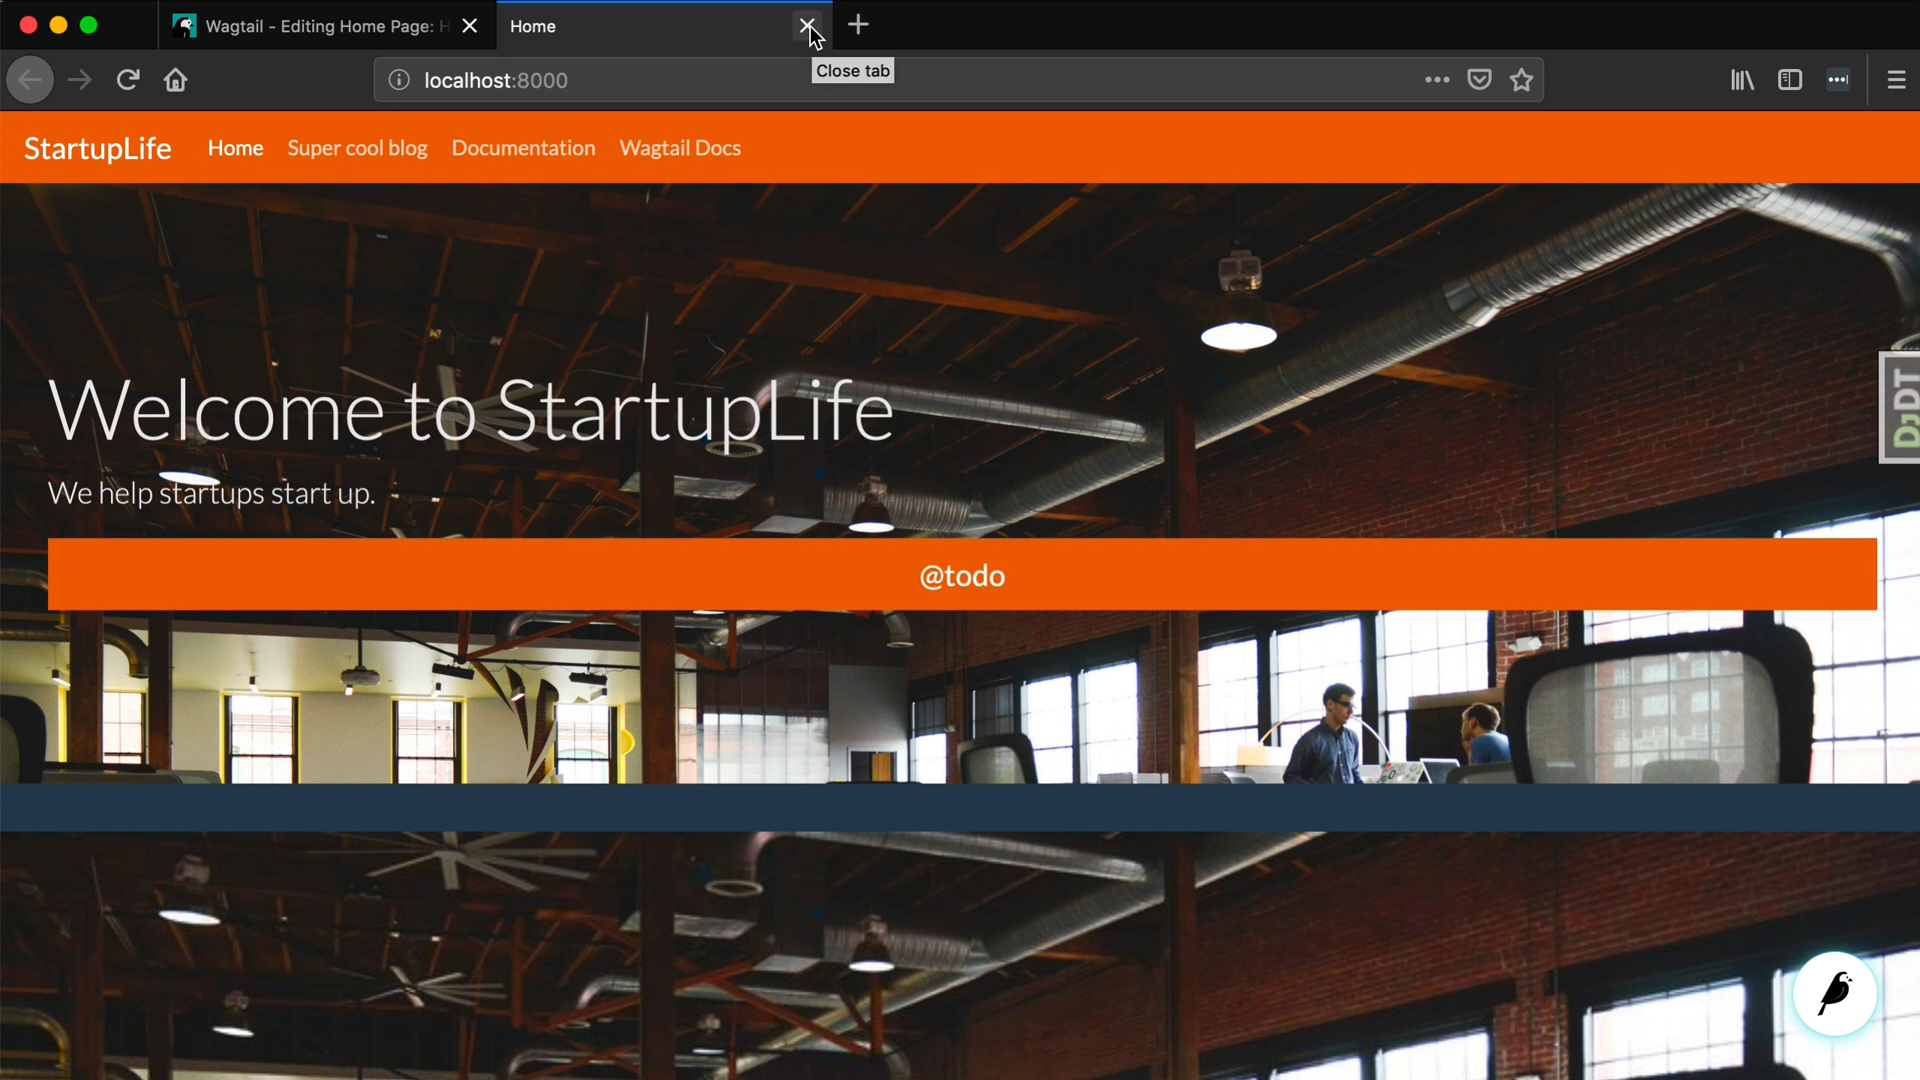 Wagtail - Editing Home Page: H
Home
Close tab
localhost:8000
StartupLife Home Super cool blog Documentation Wagtail Docs
DJDT
Welcome to StartupLife
We help startups start up.
@todo